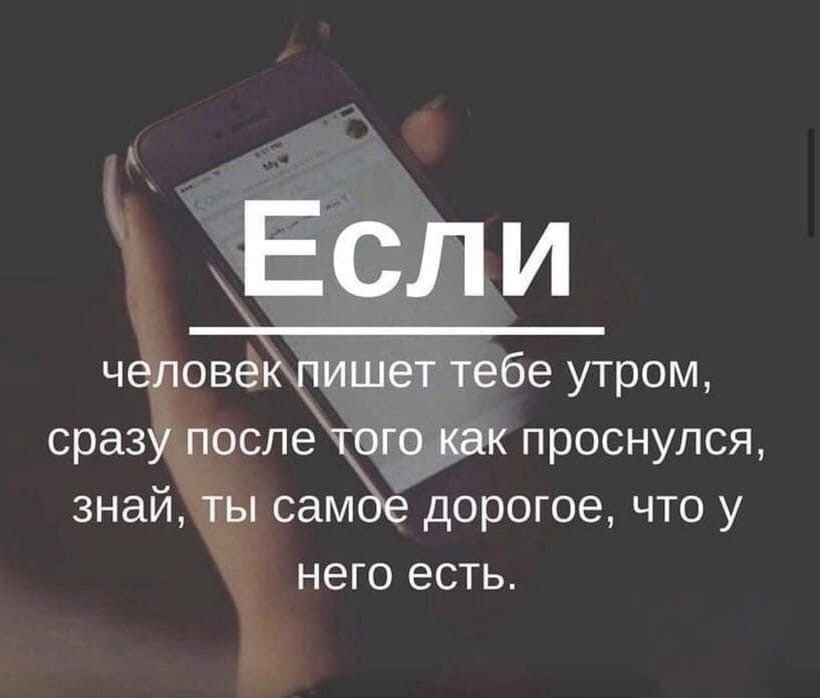 Если
человек пишет тебе утром,
сразу после того как проснулся,
знай, ты самое дорогое, что у
него есть.